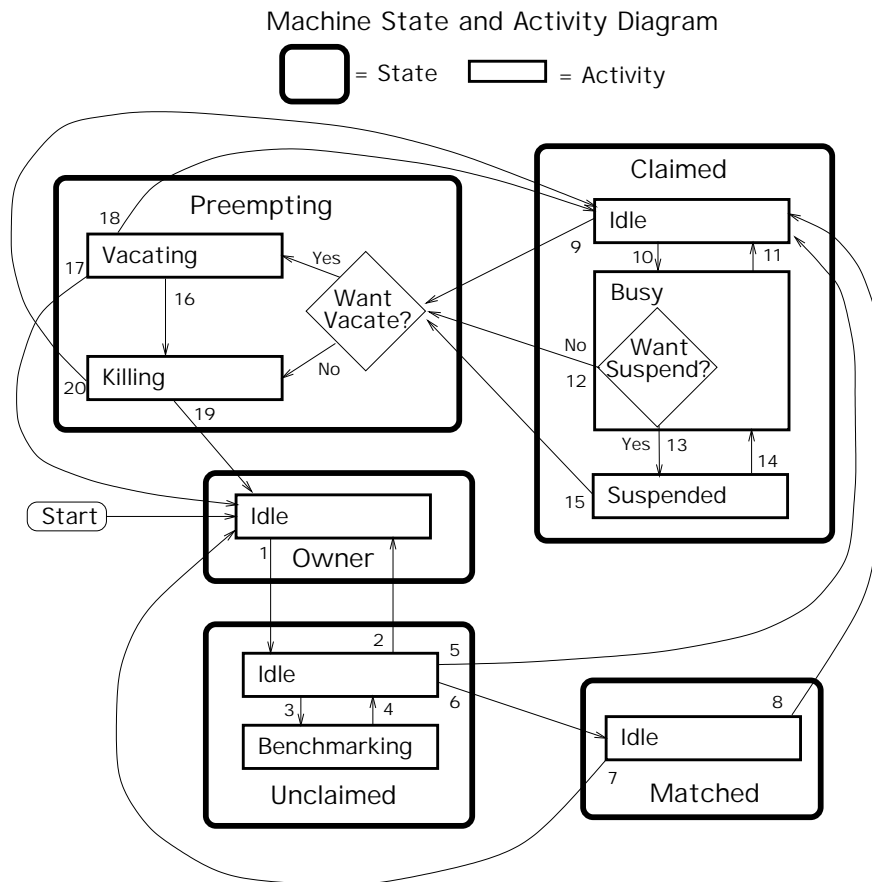 Machine State and Activity Diagram
= State
= Activity
Preempting
18
Vacating
17
16
Yes
Want
Vacate?
No
Killing
20
19
Claimed
Idle
9
10
11
Busy
No
Want
Suspend?
12
Yes
13
14
15
Suspended
Start
Idle
1
Owner
2
5
Idle
6
3
4
Benchmarking
Unclaimed
8
Idle
7
Matched